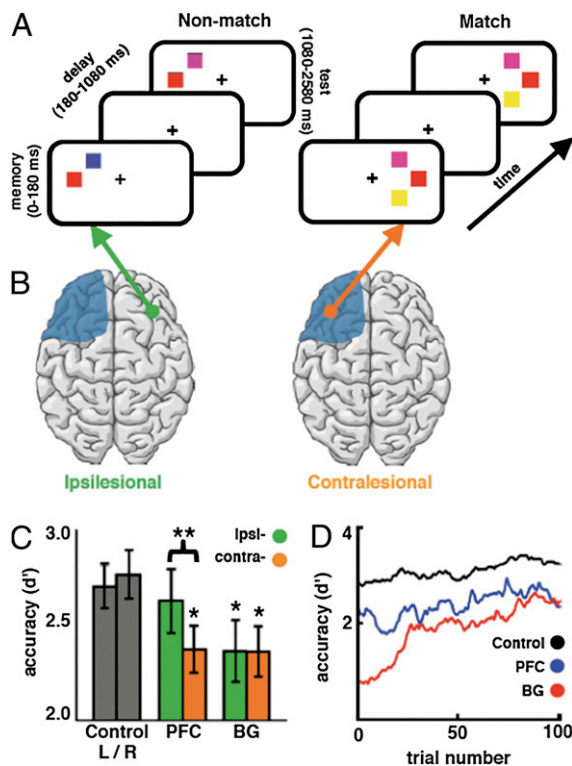 A
Non-match
Match
delay
(180-1080 ms)
test
(1080-2580 ms)
memory
(0-180 ms)
time
B
Ipsilesional
Contralesional
C
accuracy (d')
3.0
2.5
2.0
Ipsi-
contra-
**
*
*
*
Control
L / R
PFC
BG
D
accuracy (d')
4
2
Control
PFC
BG
0
50
100
trial number